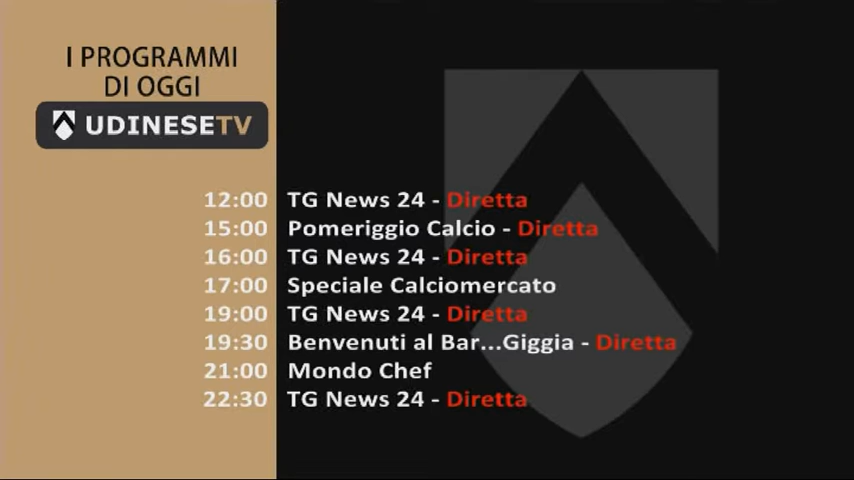 I PROGRAMMI
DI OGGI
UDINESETV
12:00 TG News 24 - Diretta
15:00 Pomeriggio Calcio - Diretta
16:00 TG News 24 - Diretta
17:00 Speciale Calciomercato
19:00 TG News 24 - Diretta
19:30 Benvenuti al Bar...Giggia - Diretta
21:00 Mondo Chef
22:30 TG News 24 - Diretta